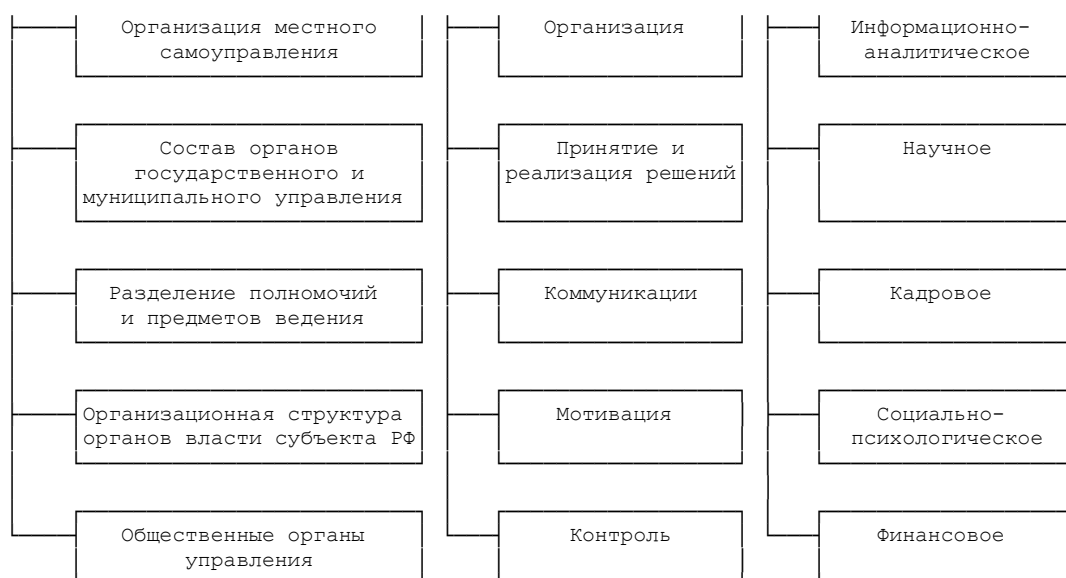 Организация местного
самоуправления
Организация
Информационно-
аналитическое
Состав органов
государственного и
муниципального управления
Принятие и
реализация решений
Научное
Разделение полномочий
и предметов ведения
Коммуникации
Кадровое
Организационная структура
органов власти субъекта РФ
Мотивация
Социально-
психологическое
Общественные органы
управления
Контроль
Финансовое